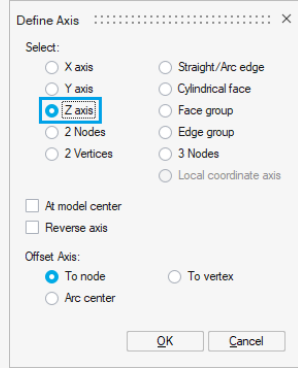 Define Axis
Select:
X axis
Straight/Arc edge
Y axis
Cylindrical face
Z axis
Face group
2 Nodes
Edge group
2 Vertices
3 Nodes
Local coordinate axis
At model center
Reverse axis
Offset Axis:
To node
To vertex
Arc center
OK
Cancel